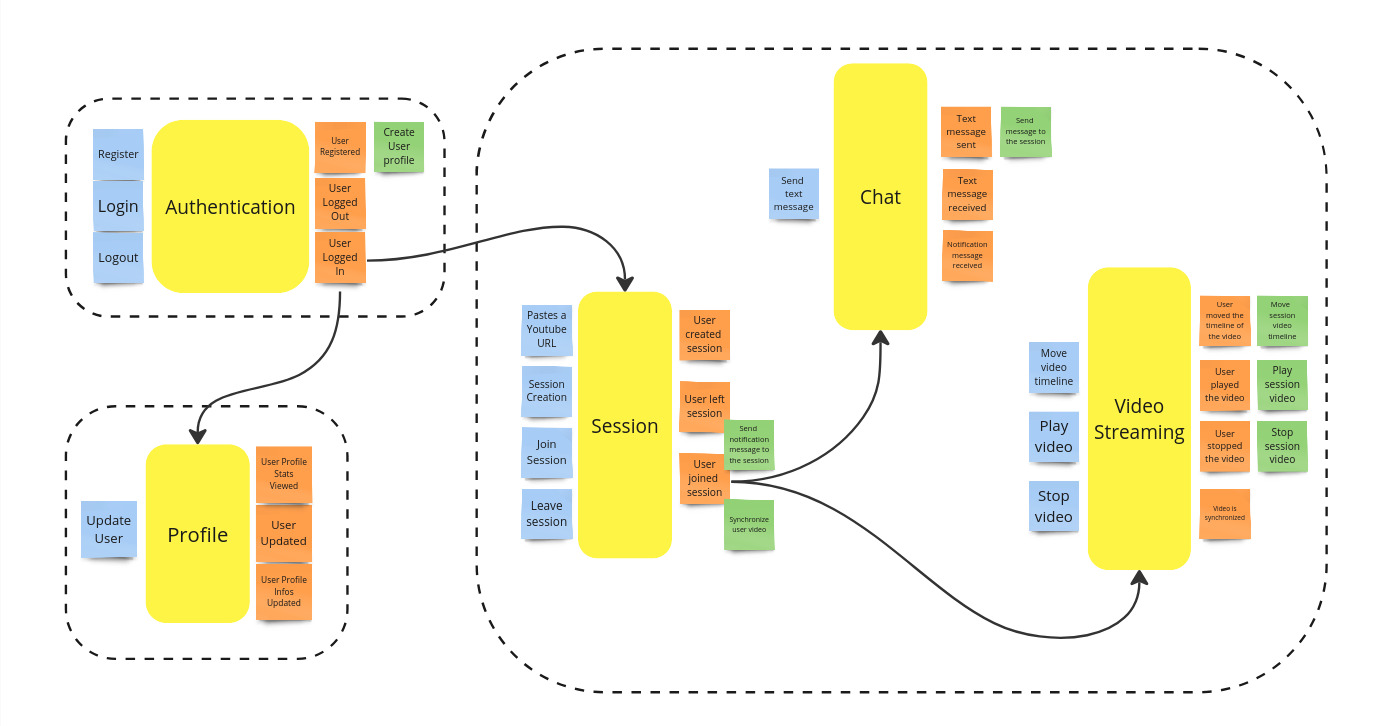 Register
Login
Logout
Authentication
User
Registered
User
Logged
Out
User
Logged
In
Create
User
profile
Update
User
Profile
User Profile
Stats
Viewed
User
Updated
User Profile
Infos
Updated
Pastes a
Youtube
URL
Session
Creation
Join
Session
Leave
session
Session
User
created
session
User left
session
Send
notification
message to
the session
User
joined
session
Synchronize
user video
Send
text
message
Chat
Text
message
sent
Send
message to
the session
Text
message
received
Notification
message
received
Move
video
timeline
Play
video
Stop
video
Video
Streaming
User
moved the
timeline of
the video
Move
session
video
timeline
User
played
the video
Play
session
video
User
stopped
the video
Stop
session
video
Video is
synchronized